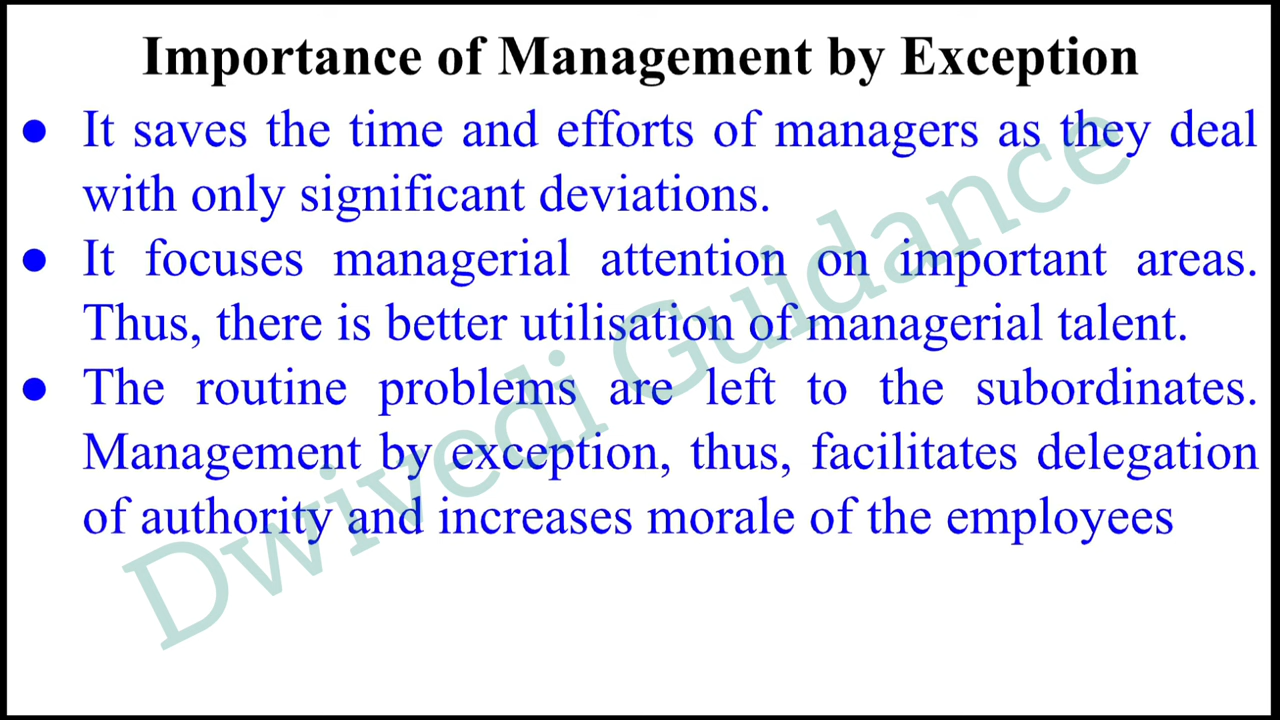 Importance of Management by Exception
● It saves the time and efforts of managers as they deal
with only significant deviations.
● It focuses managerial attention on important areas.
Thus, there is better utilisation of managerial talent.
● The routine problems are left to the subordinates.
Management by exception, thus, facilitates delegation
of authority and increases morale of the employees
Dwivedi Guidance